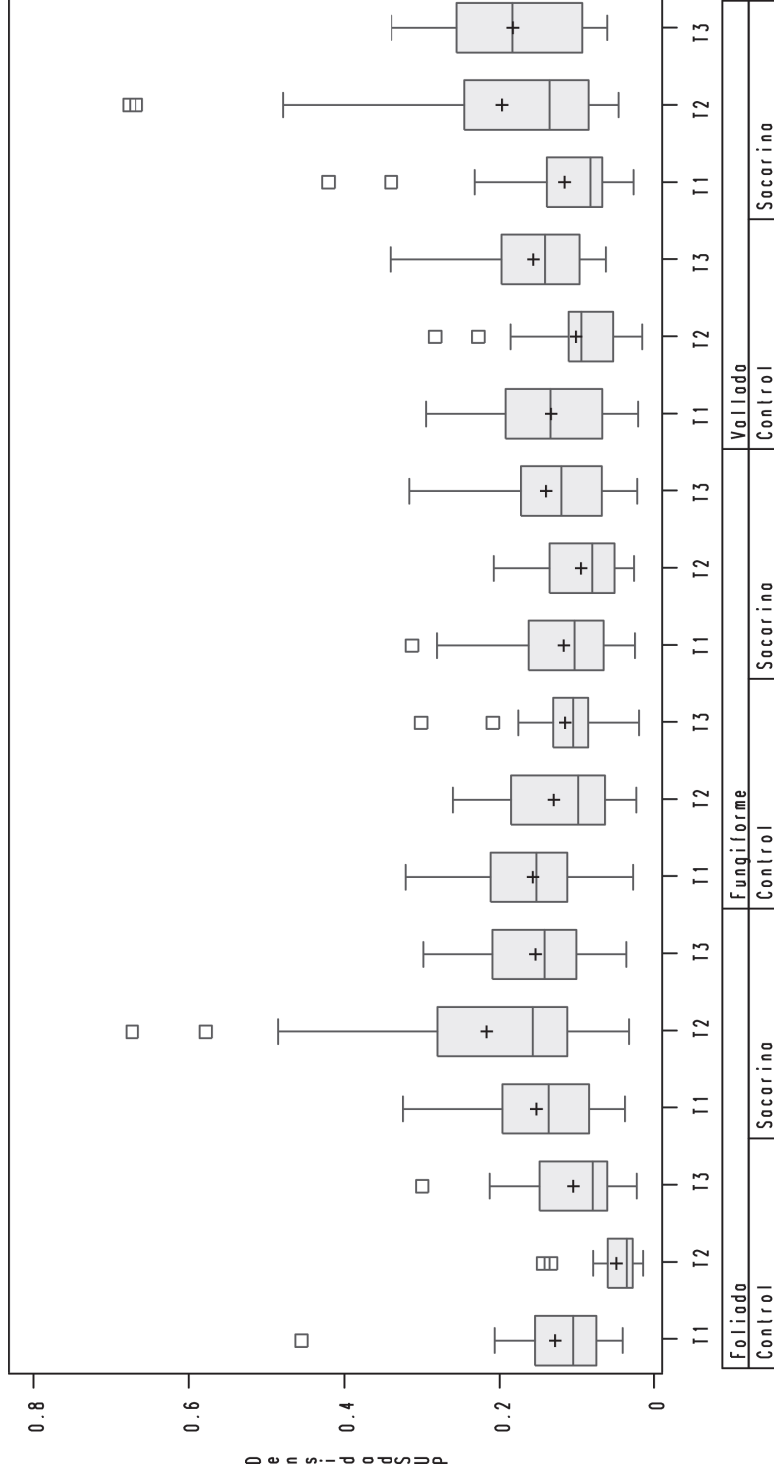 DensidadSUP
0.8
0.6
0.4
0.2
0
T1 T2 T3 T1 T2 T3 T1 T2 T3 T1 T2 T3 T1 T2 T3 T1 T2 T3
Foliado Fungiforme Vallado
Control Sacarina Control Sacarina Control Sacarina